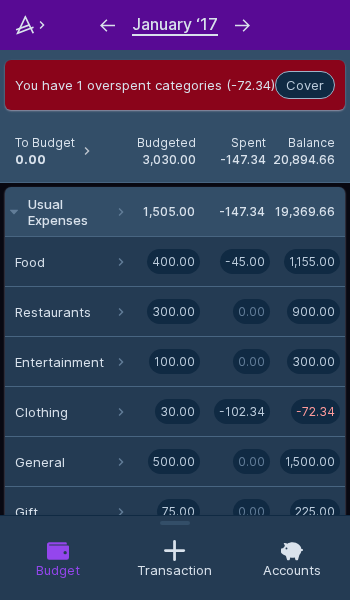 January ‘17
You have 1 overspent categories (-72.34) Cover
To Budget Budgeted Spent Balance
0.00 3,030.00 -147.34 20,894.66
Usual Expenses 1,505.00 -147.34 19,369.66
Food 400.00 -45.00 1,155.00
Restaurants 300.00 0.00 900.00
Entertainment 100.00 0.00 300.00
Clothing 30.00 -102.34 -72.34
General 500.00 0.00 1,500.00
Gift 75.00 0.00 225.00
Budget Transaction Accounts